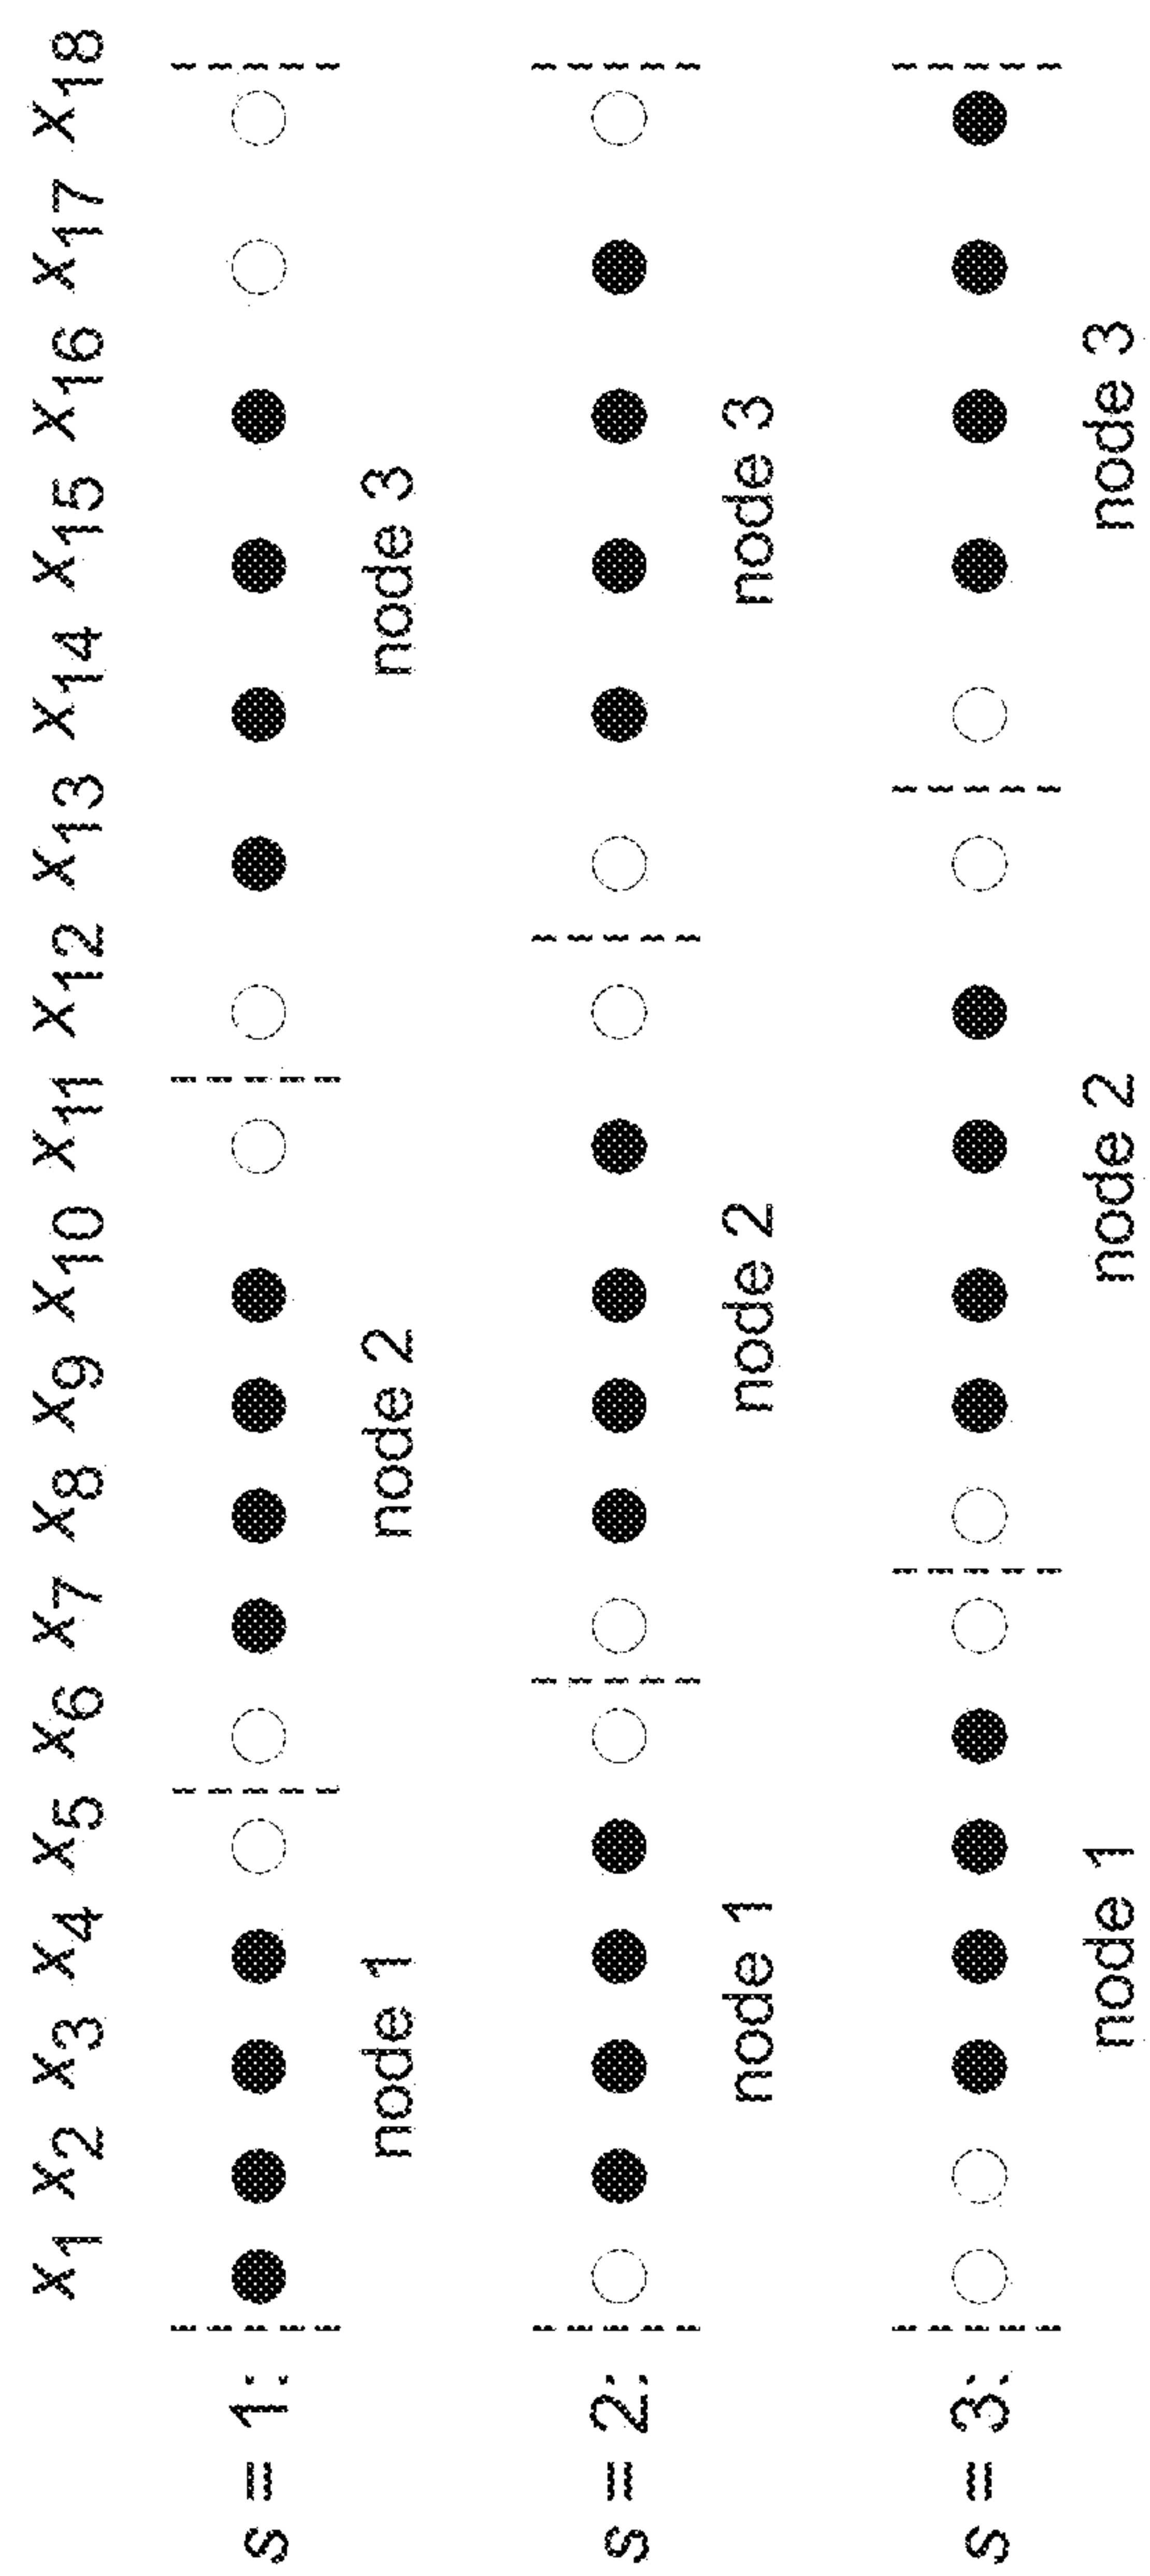 X1 X2 X3 X4 X5 X6 X7 X8 X9 X10 X11 X12 X13 X14 X15 X16 X17 X18
s = 1:
node 1 node 2 node 3
s = 2:
node 1 node 2 node 3
s = 3:
node 1 node 2 node 3